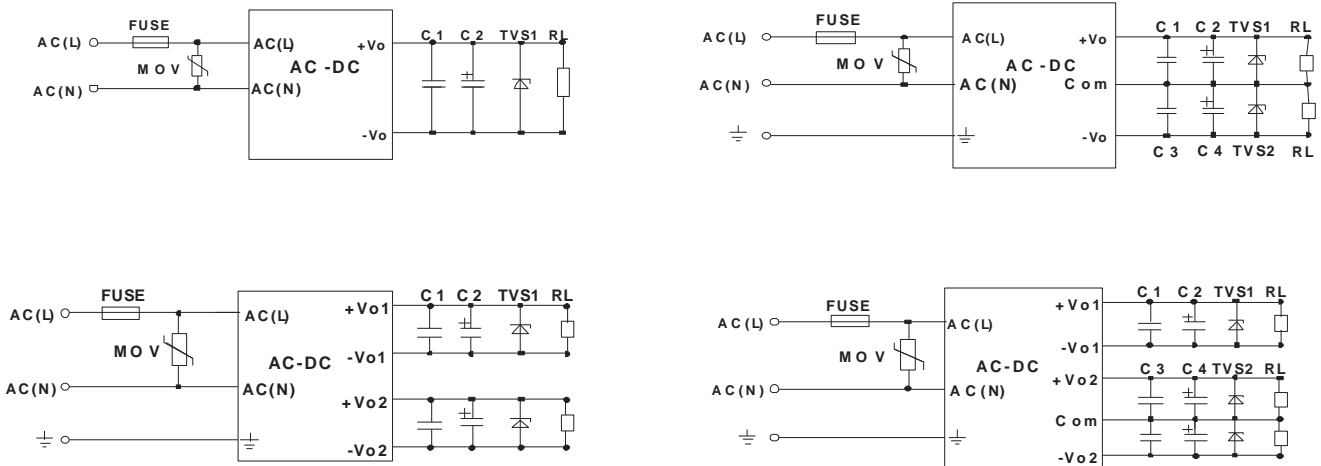 FUSE
AC(L) AC(L) +Vo C1 C2 TVS1 RL
MOV AC-DC
AC(N) AC(N)
-Vo
FUSE C1 C2 TVS1 RL
AC(L) AC(L) +Vo
MOV AC-DC
AC(N) AC(N) Com
-Vo
C3 C4 TVS2 RL
FUSE C1 C2 TVS1 RL
AC(L) AC(L) +Vo1
MOV -Vo1
AC-DC
AC(N) AC(N)
+Vo2
-Vo2
C1 C2 TVS1 RL
FUSE +Vo1
AC(L) AC(L)
MOV -Vo1
AC-DC C3 C4 TVS2 RL
+Vo2
AC(N) AC(N)
Com
-Vo2